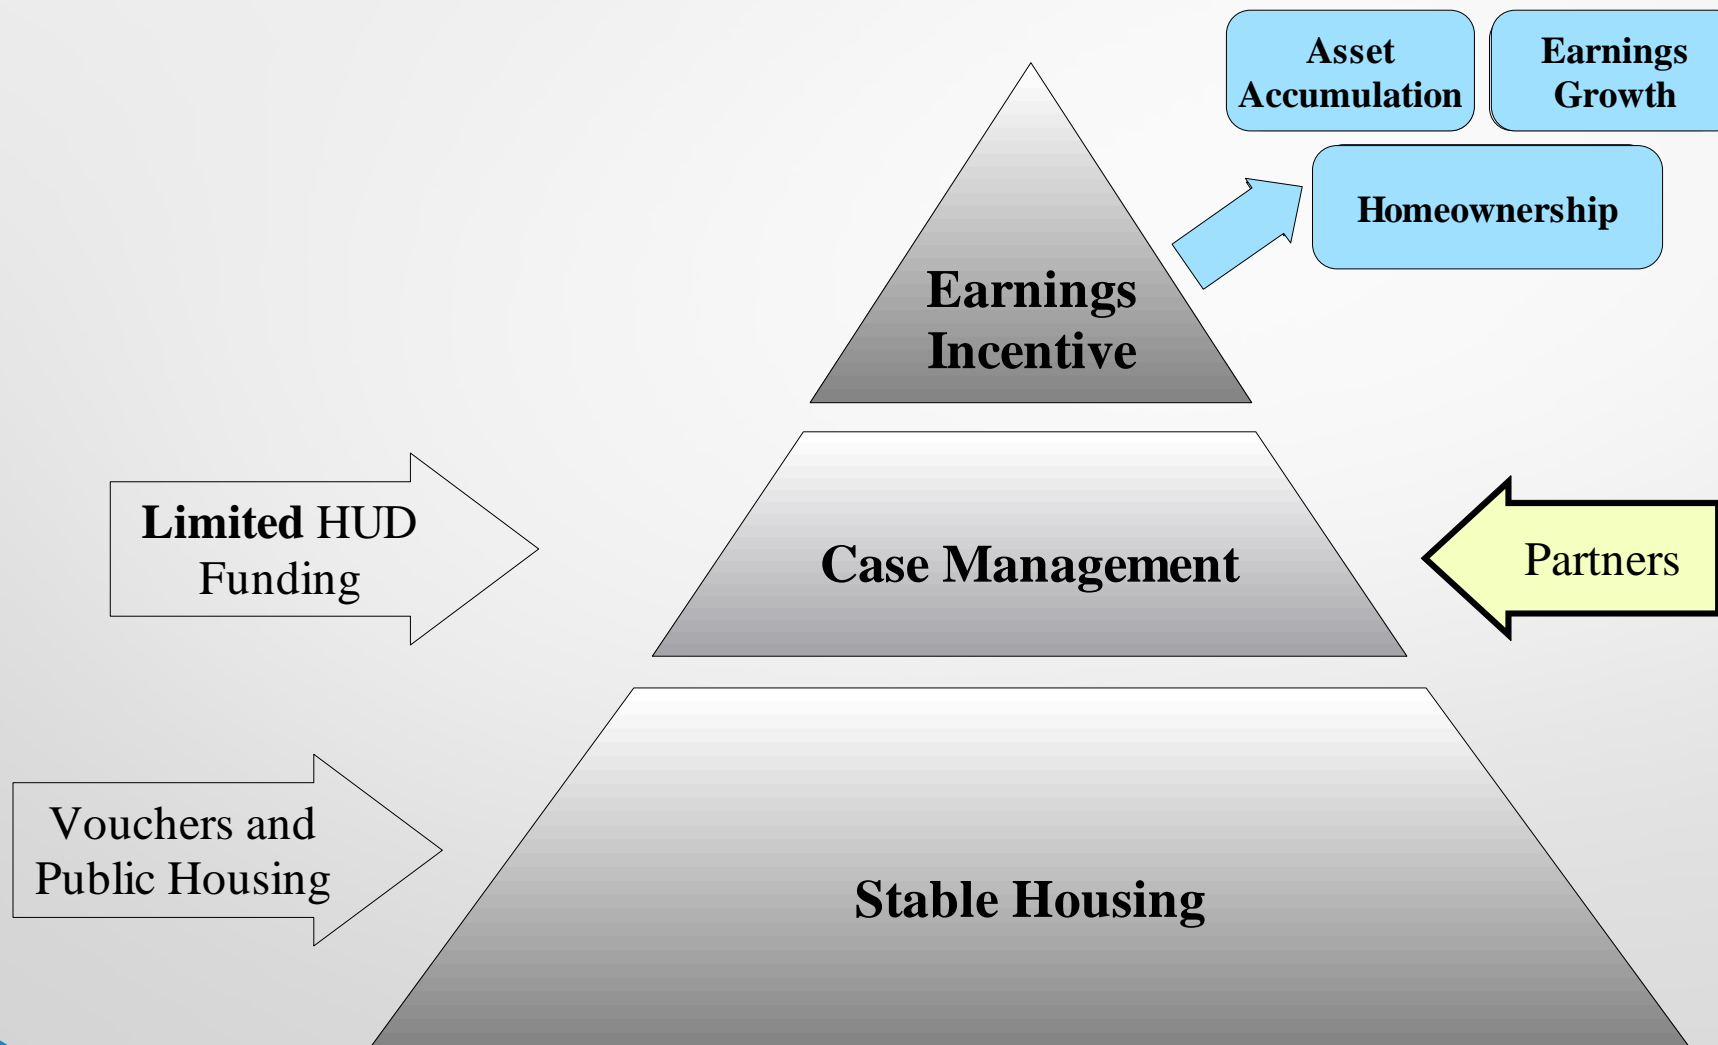 Asset
Accumulation
Earnings
Growth
Homeownership
Earnings
Incentive
Limited HUD
Funding
Case Management
Partners
Vouchers and
Public Housing
Stable Housing